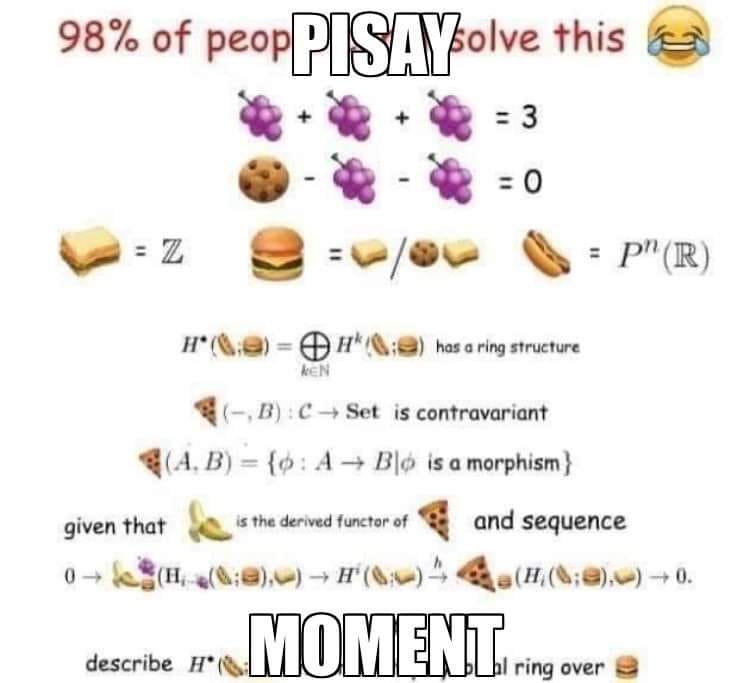 98% of peop PISAY solve this 😂
🍇 + 🍇 + 🍇 = 3
🍪 - 🍇 - 🍇 = 0
🥪 = ℤ 🍔 = 🥪/🍪🥪 🌭 = Pⁿ(ℝ)
H*(🌭;🍔) = ⊕ Hᵏ(🌭;🍔) has a ring structure
k∈ℕ
🍕(−, B) : C → Set is contravariant
🍕(A, B) = {ϕ : A → B|ϕ is a morphism}
given that 🍌 is the derived functor of 🍕 and sequence
0 → 🍌🍇🍔(Hᵢ₋🍇(🌭;🍔),🥪) → Hⁱ(🌭;🥪) →ʰ 🍕🍔(Hᵢ(🌭;🍔),🥪) → 0.
MOMENT
describe H*(🌭; al ring over 🍔